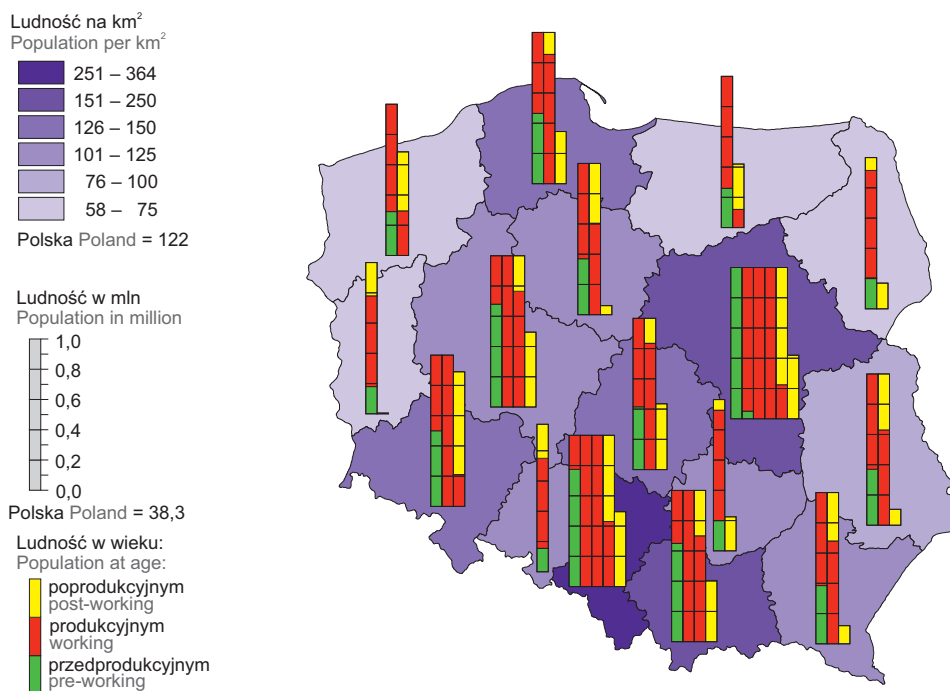 Ludność na km²
Population per km²
251 – 364
151 – 250
126 – 150
101 – 125
76 – 100
58 – 75
Polska Poland = 122
Ludność w mln
Population in million
1,0
0,8
0,6
0,4
0,2
0,0
Polska Poland = 38,3
Ludność w wieku:
Population at age:
poprodukcyjnym
post-working
produkcyjnym
working
przedprodukcyjnym
pre-working